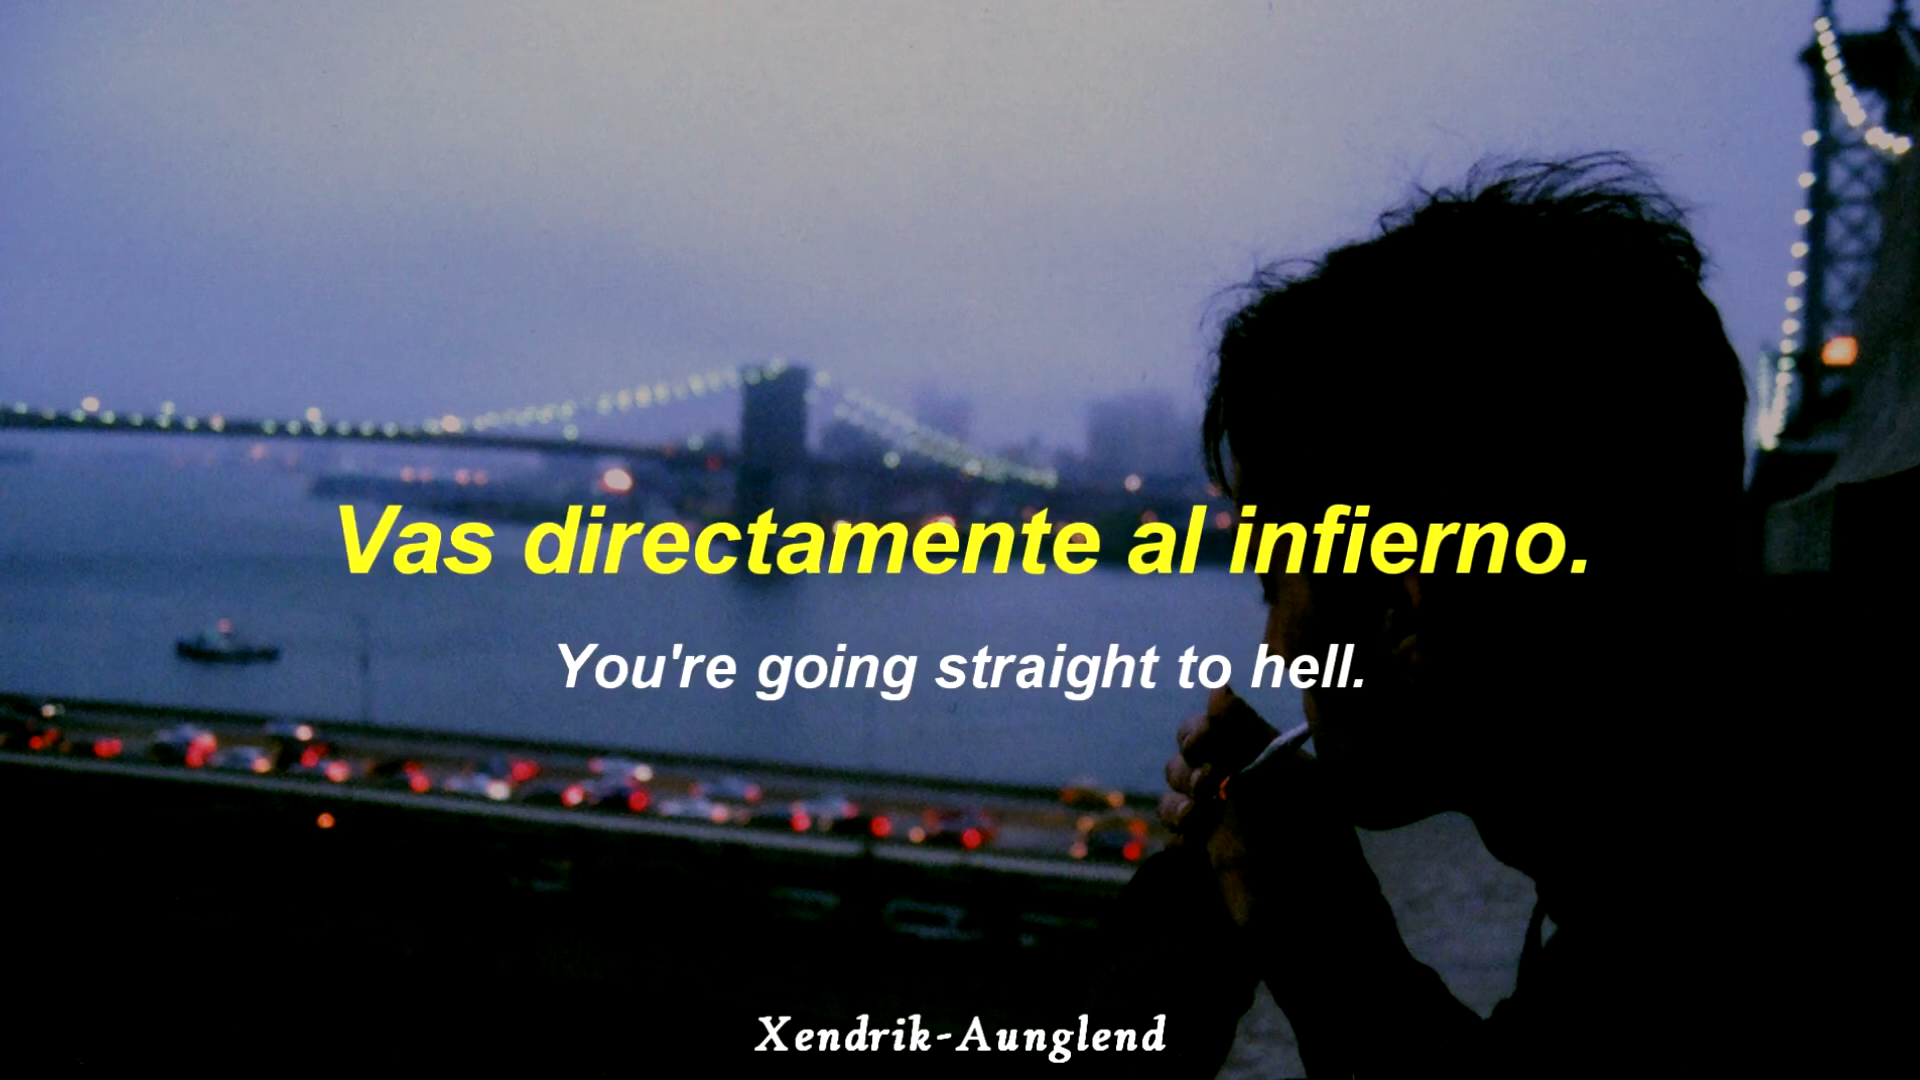 Vas directamente al infierno.
You're going straight to hell.
Xendrik-Aunglend